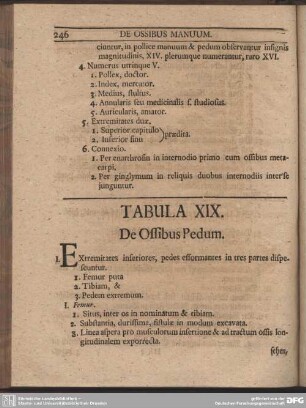 246 DE OSSIBUS MANUUM.
ciontur, in pollice manuum & pedum observantur insignis
magnitudinis, XIV. plerumque numerantur, raro XVI.
4. Numerus utrinque V.
1. Pollex, doctor.
2. Index, mercator.
3. Medius, stultus.
4. Annularis seu medicinalis s. studiosus.
5. Auricularis, amator.
5. Extremitates duæ,
1. Superior capitulo
2. Inferior sinu
prædita.
6. Connexio.
1. Per enarthrosin in internodio primo cum ossibus meta-
carpi.
2. Per ginglymum in reliquis duobus internodiis inter se
junguntur.
TABULA XIX.
De Ossibus Pedum.
1. Extremitates inferiores, pedes efformantes in tres partes dispe-
scuntur.
1. Femur puta
2. Tibiam, &
3. Pedem extremum.
1. Femur.
1. Situs, inter os in nominatum & tibiam.
2. Substantia, durissima, fistulæ in modum excavata.
3. Linea aspera pro musculorum insertione & ad tractum ossis lon-
gitudinalem exporrecta.